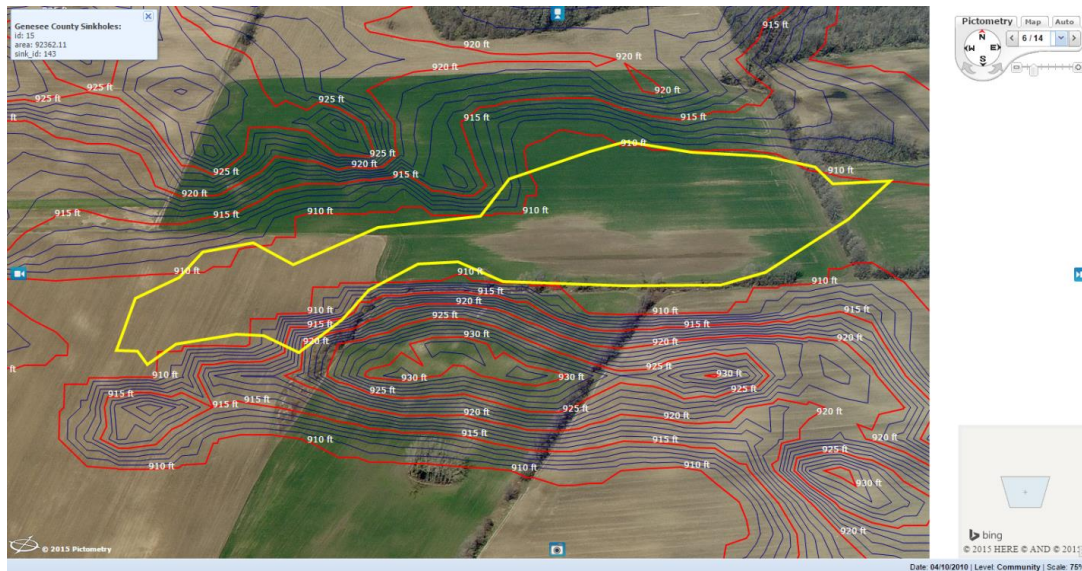 Genesee County Sinkholes:
id: 15
area: 92362.11
sink_id: 143
Pictometry Map Auto
N
W E
S
6 / 14
920 ft
915 ft
920 ft
925 ft
925 ft
920 ft
ft
915 ft
915 ft
925 ft
910 ft
920 ft
925 ft
915 ft
910 ft
920 ft
915 ft
915 ft
910 ft
910 ft
910 ft
910 ft
910 ft
915 ft
920 ft
910 ft
910 ft
915 ft
925 ft
915 ft
915 ft
920 ft
930 ft
920 ft
920 ft
ft
910 ft
925 ft
930 ft
930 ft
930 ft
925 ft
925 ft
915 ft
915 ft
915 ft
920 ft
925 ft
920 ft
920 ft
915 ft
910 ft
915 ft
920 ft
925 ft
910 ft
910 ft
930 ft
920 ft
bing
© 2015 Pictometry
© 2015 HERE © AND © 2015
Date: 04/10/2010 | Level: Community | Scale: 75%